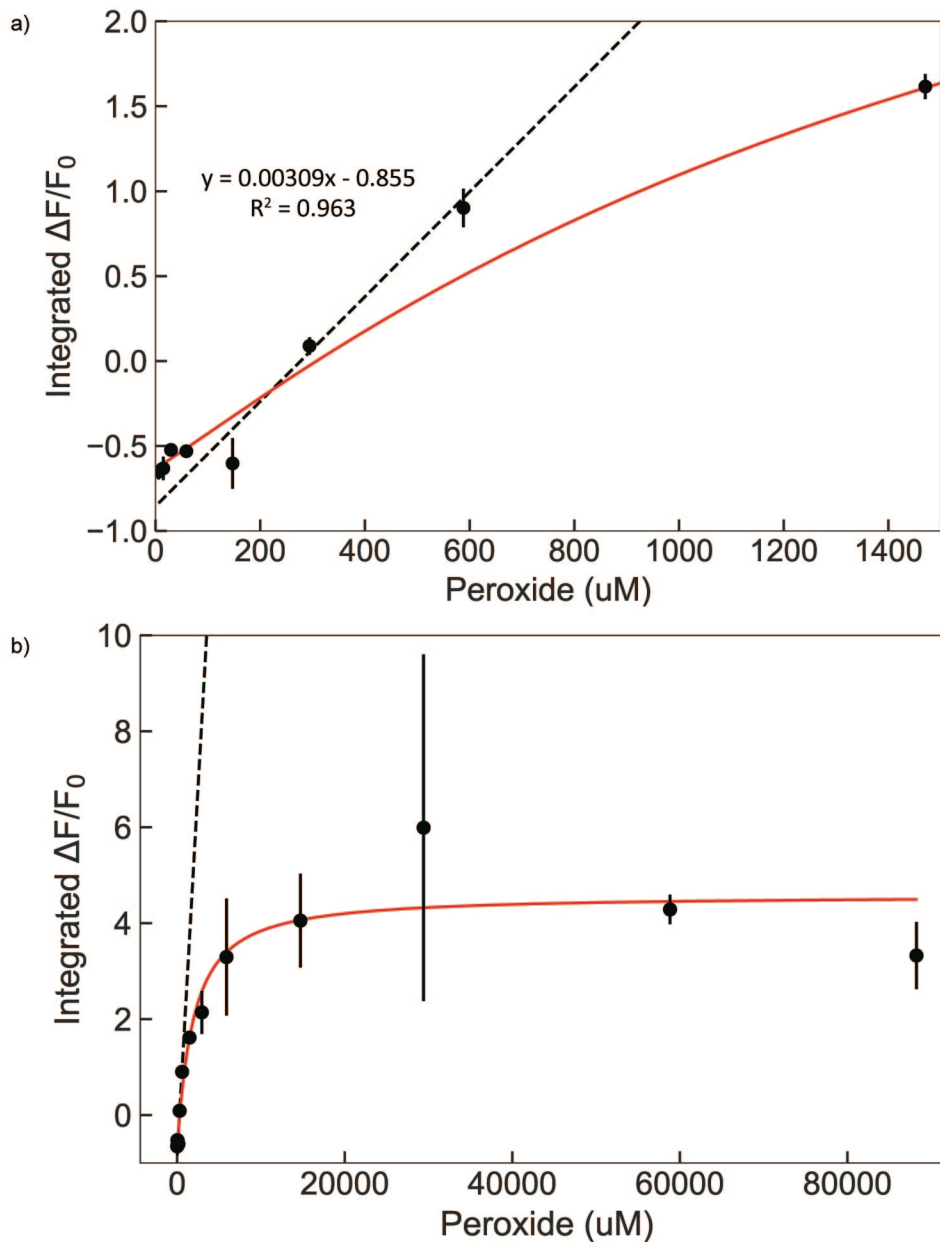 a)
2.0
1.5
1.0
0.5
0.0
−0.5
−1.0
Integrated ΔF/F₀
y = 0.00309x - 0.855
R² = 0.963
0 200 400 600 800 1000 1200 1400
Peroxide (uM)
b)
10
8
6
4
2
0
Integrated ΔF/F₀
0 20000 40000 60000 80000
Peroxide (uM)